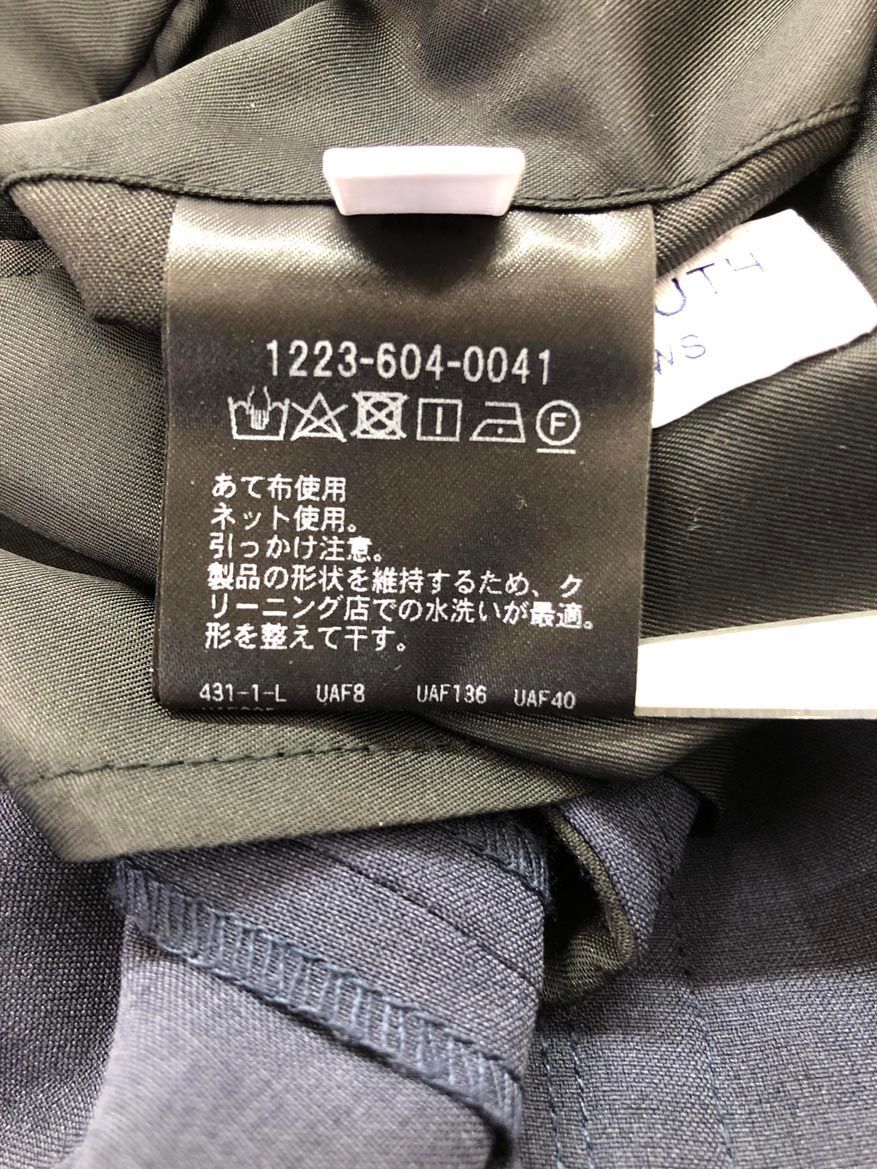 1223-604-0041
F
あて布使用
ネット使用。
引っかけ注意。
製品の形状を維持するため、ク
リーニング店での水洗いが最適。
形を整えて干す。
431-1-L UAF8 UAF136 UAF40
UT4
WS